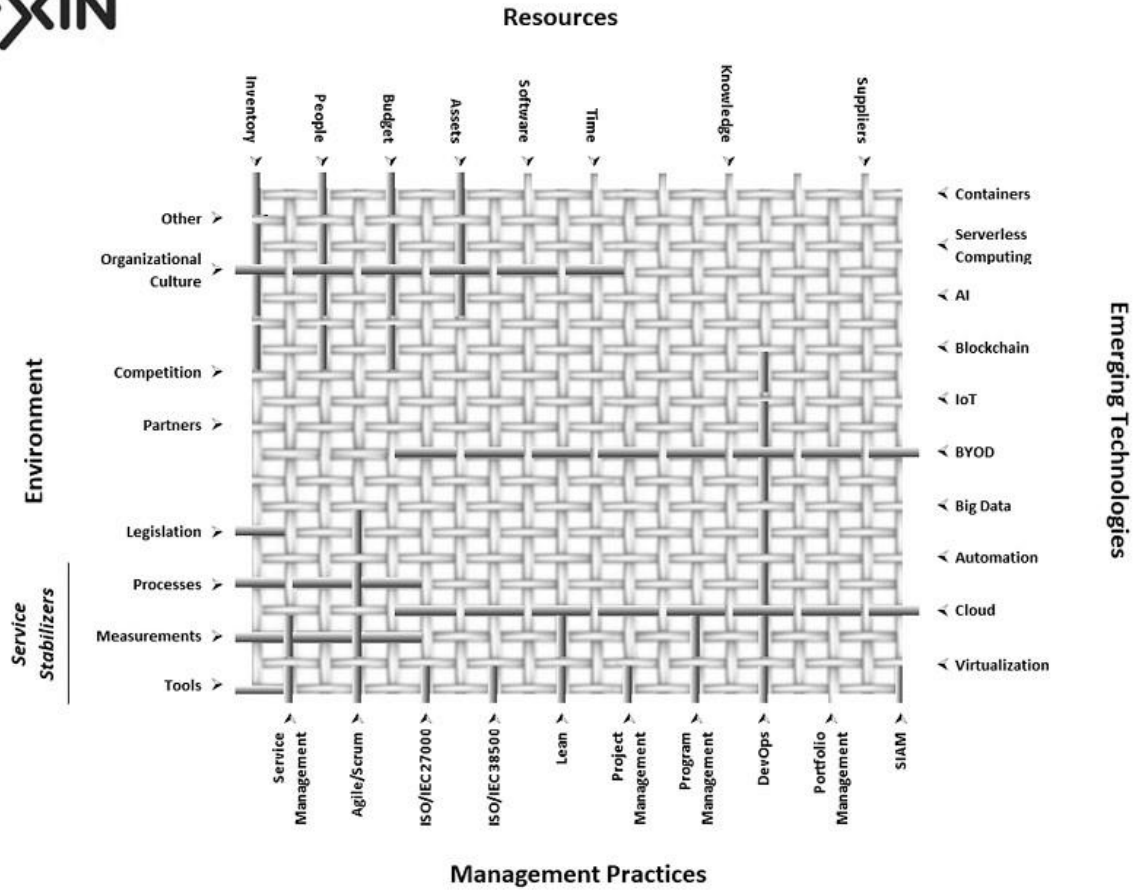 XIN
Resources
Inventory
People
Budget
Assets
Software
Time
Knowledge
Suppliers
Other
Organizational
Culture
Competition
Partners
Legislation
Processes
Measurements
Tools
Environment
Service
Stabilizers
Containers
Serverless
Computing
AI
Blockchain
IoT
BYOD
Big Data
Automation
Cloud
Virtualization
Emerging Technologies
Service
Management
Agile/Scrum
ISO/IEC27000
ISO/IEC38500
Lean
Project
Management
Program
Management
DevOps
Portfolio
Management
SIAM
Management Practices